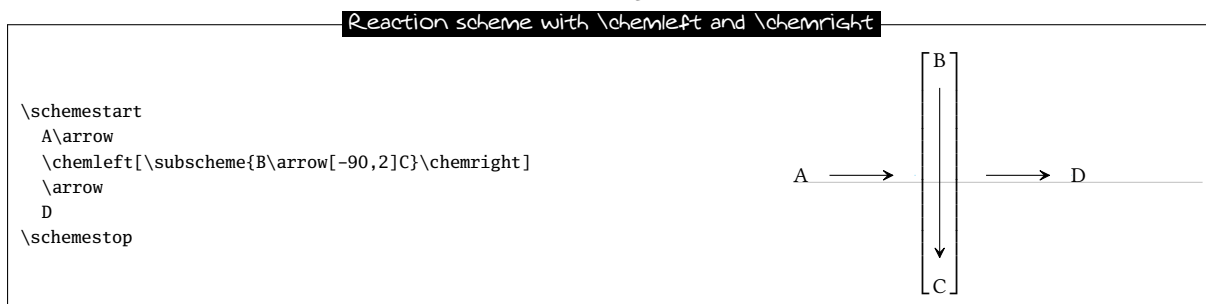 Reaction scheme with \chemleft and \chemright
\schemestart
A\arrow
\chemleft[\subscheme{B\arrow[-90,2]C}\chemright]
\arrow
D
\schemestop
B
A
D
C